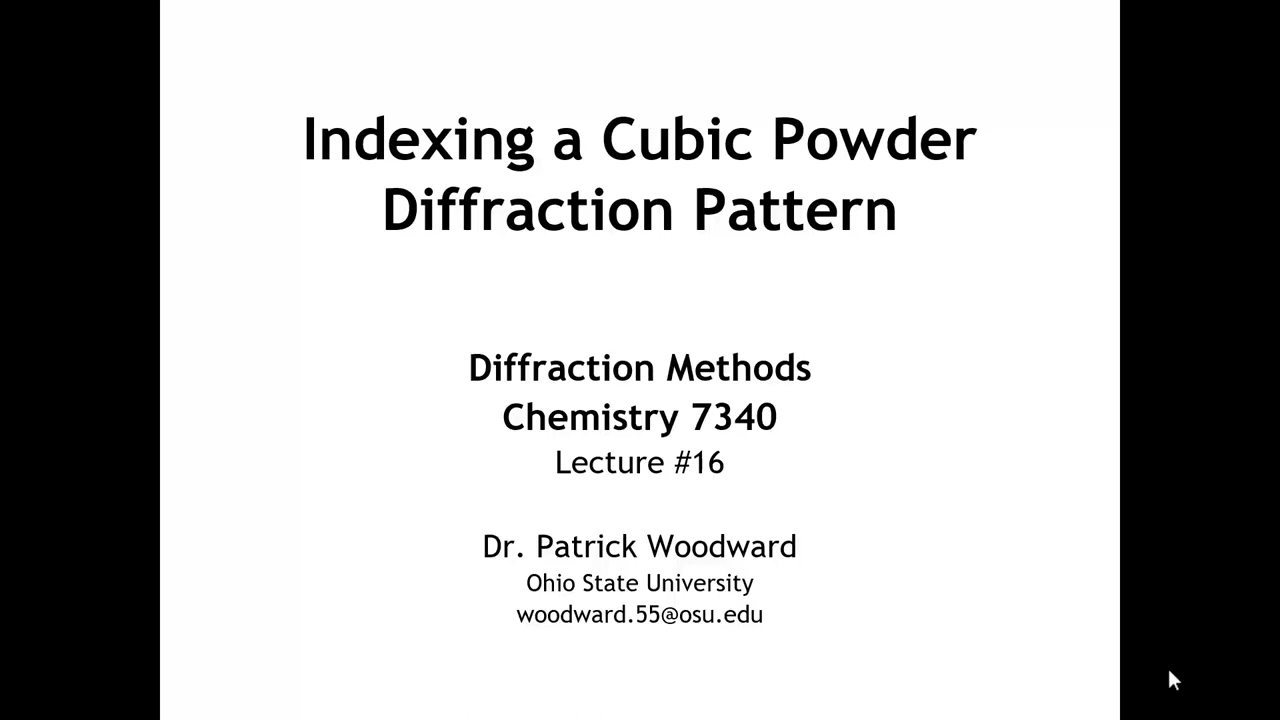 Indexing a Cubic Powder
Diffraction Pattern
Diffraction Methods
Chemistry 7340
Lecture #16
Dr. Patrick Woodward
Ohio State University
woodward.55@osu.edu